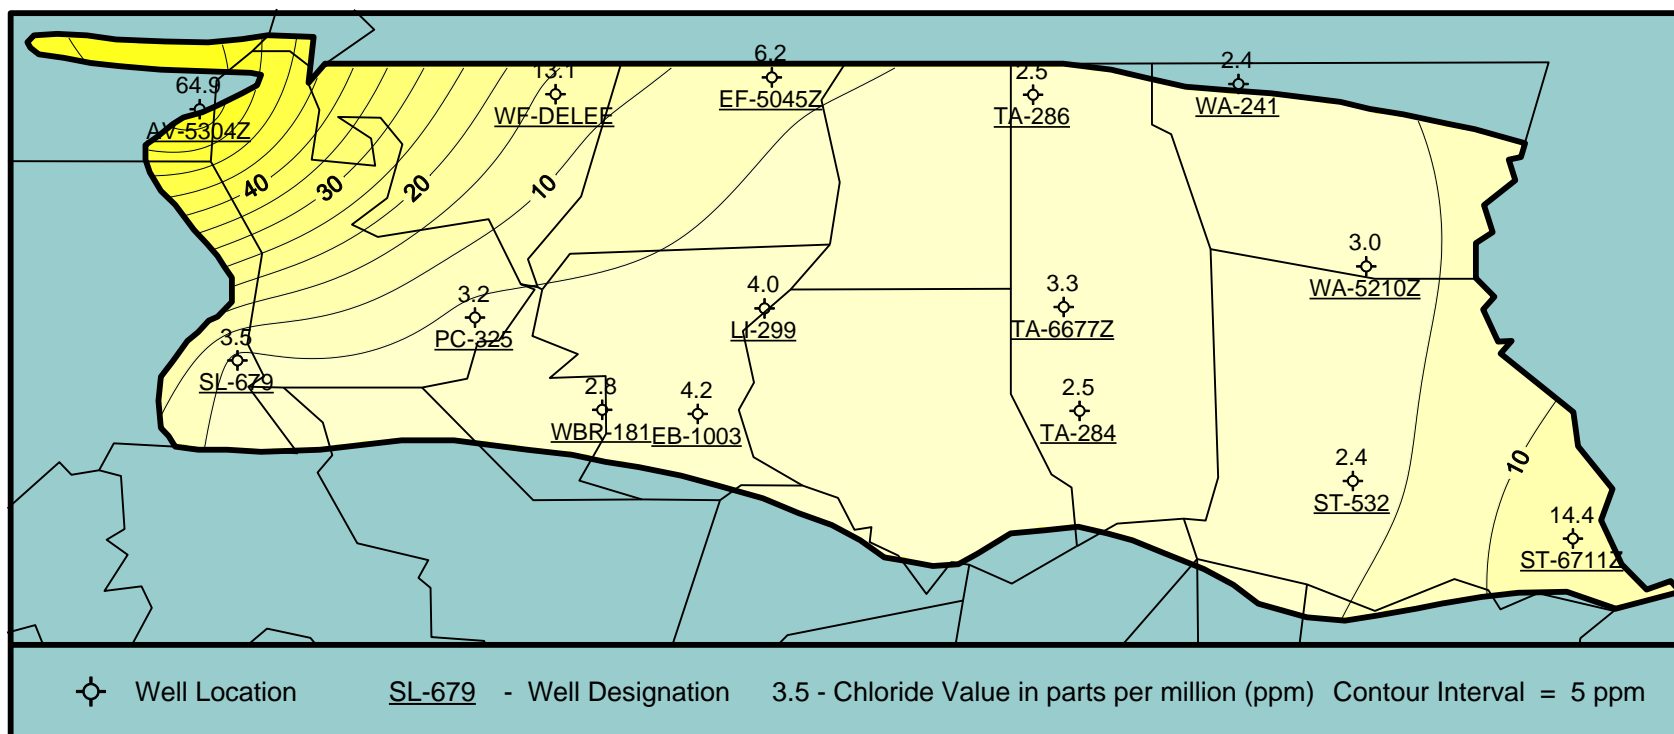 6.2
EF-5045Z
2.4
WA-241
64.9
AV-5304Z
13.1
WF-DELEE
2.5
TA-286
40
30
20
10
3.0
WA-5210Z
3.2
PC-325
4.0
LI-299
3.3
TA-6677Z
3.5
SL-679
2.8
WBR-181
4.2
EB-1003
2.5
TA-284
10
2.4
ST-532
14.4
ST-6711Z
Well Location SL-679 - Well Designation 3.5 - Chloride Value in parts per million (ppm) Contour Interval = 5 ppm